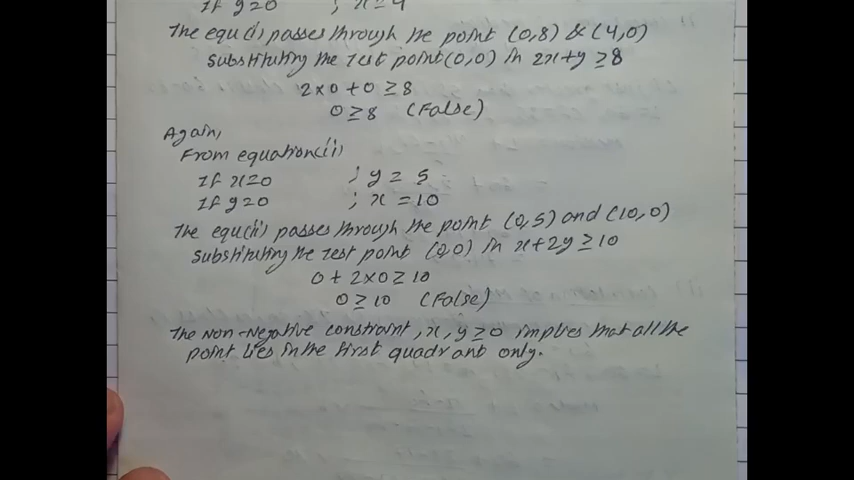 If y=0 ; x=4
The equ(i) passes through the point (0,8) & (4,0)
substituting the test point (0,0) in 2x+y ≥ 8
2×0 + 0 ≥ 8
0 ≥ 8 (False)
Again,
From equation(ii)
If x=0 ; y = 5
If y=0 ; x = 10
The equ(ii) passes through the point (0,5) and (10,0)
substituting the test point (0,0) in x+2y ≥ 10
0 + 2×0 ≥ 10
0 ≥ 10 (False)
The Non-Negative constraint, x, y ≥ 0 implies that all the
point lies in the first quadrant only.